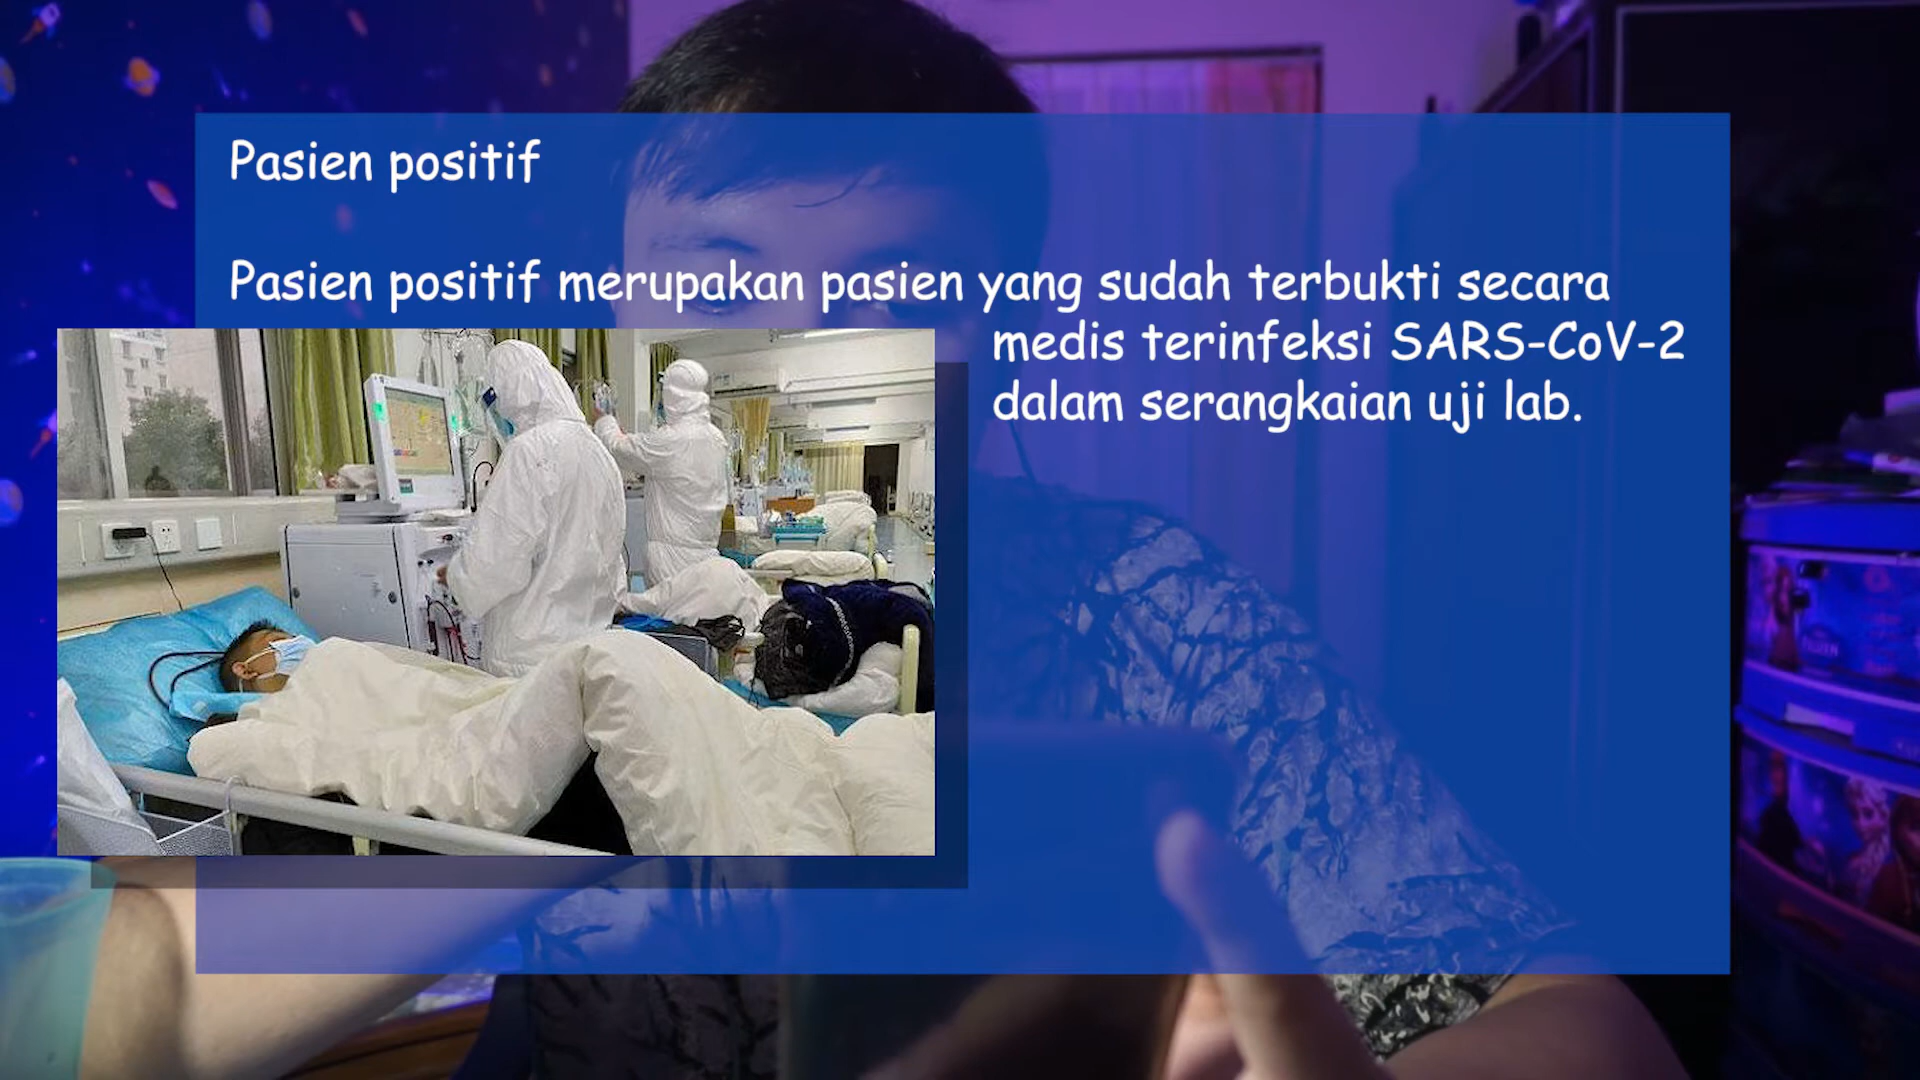 Pasien positif
Pasien positif merupakan pasien yang sudah terbukti secara
medis terinfeksi SARS-CoV-2
dalam serangkaian uji lab.